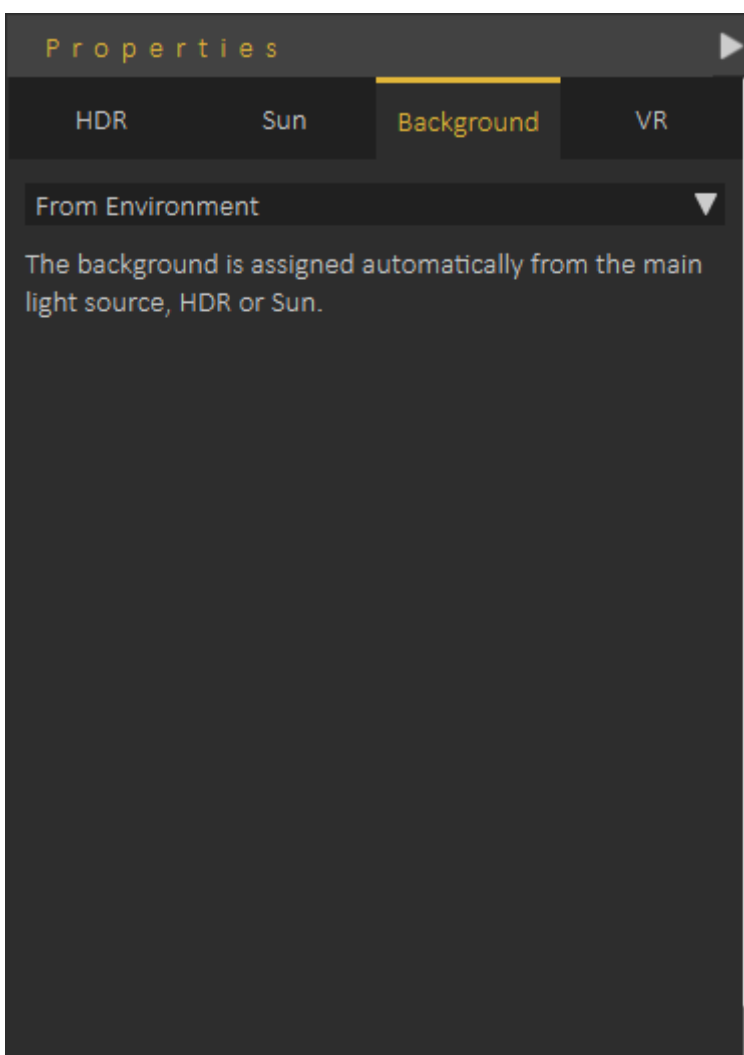 Properties
HDR Sun Background VR
From Environment
The background is assigned automatically from the main
light source, HDR or Sun.